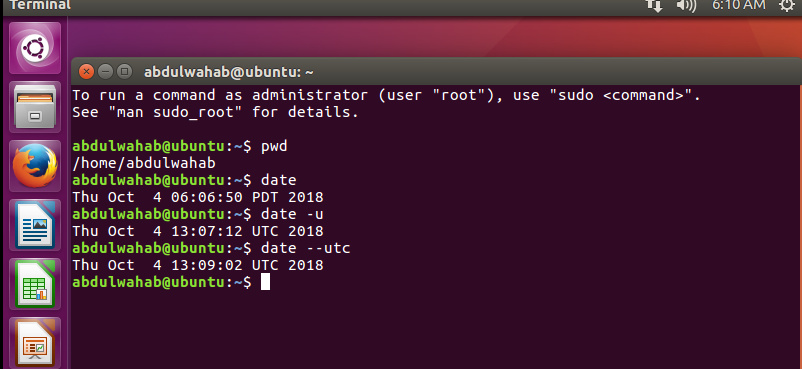 Terminal
6:10 AM
abdulwahab@ubuntu: ~
To run a command as administrator (user "root"), use "sudo <command>".
See "man sudo_root" for details.
abdulwahab@ubuntu:~$ pwd
/home/abdulwahab
abdulwahab@ubuntu:~$ date
Thu Oct  4 06:06:50 PDT 2018
abdulwahab@ubuntu:~$ date -u
Thu Oct  4 13:07:12 UTC 2018
abdulwahab@ubuntu:~$ date --utc
Thu Oct  4 13:09:02 UTC 2018
abdulwahab@ubuntu:~$